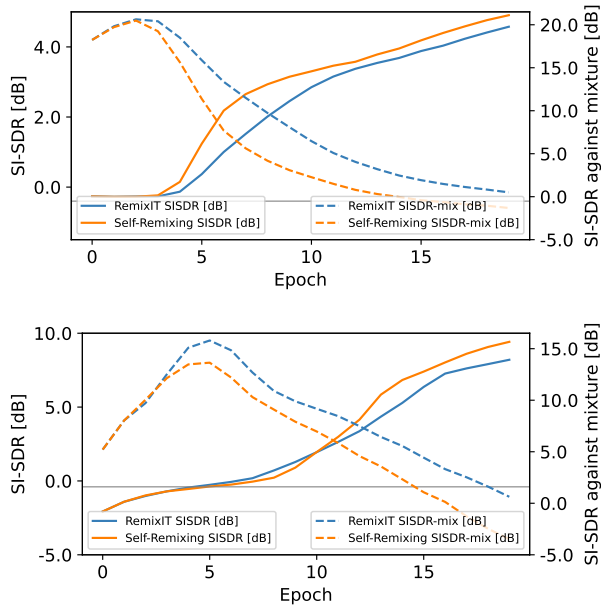 4.0
2.0
0.0
SI-SDR [dB]
20.0
15.0
10.0
5.0
0.0
-5.0
SI-SDR against mixture [dB]
RemixIT SISDR [dB]
Self-Remixing SISDR [dB]
RemixIT SISDR-mix [dB]
Self-Remixing SISDR-mix [dB]
0 5 10 15
Epoch
10.0
5.0
0.0
-5.0
SI-SDR [dB]
15.0
10.0
5.0
0.0
-5.0
SI-SDR against mixture [dB]
RemixIT SISDR [dB]
Self-Remixing SISDR [dB]
RemixIT SISDR-mix [dB]
Self-Remixing SISDR-mix [dB]
0 5 10 15
Epoch